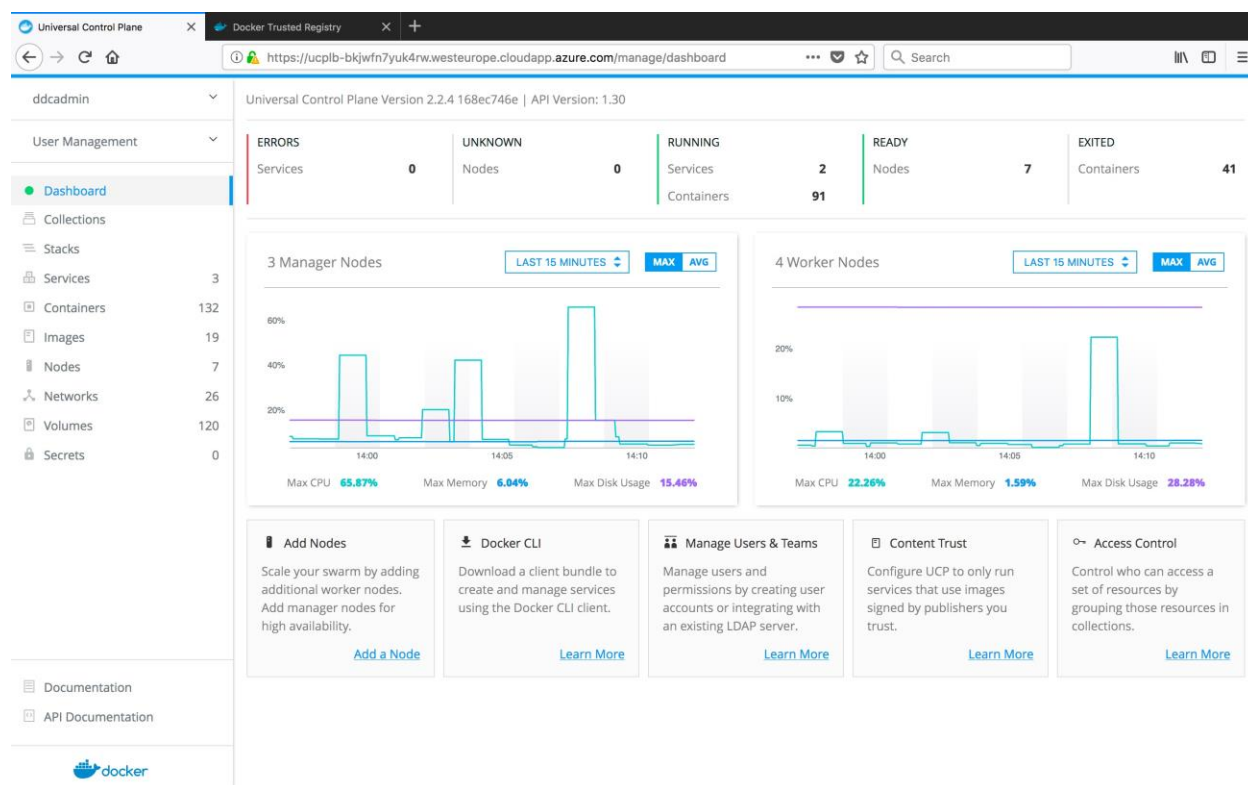 Universal Control Plane
Docker Trusted Registry
https://ucplb-bkjwfn7yuk4rw.westeurope.cloudapp.azure.com/manage/dashboard
Search
ddcadmin
User Management
Dashboard
Collections
Stacks
Services 3
Containers 132
Images 19
Nodes 7
Networks 26
Volumes 120
Secrets 0
Documentation
API Documentation
docker
Universal Control Plane Version 2.2.4 168ec746e | API Version: 1.30
ERRORS
Services 0
UNKNOWN
Nodes 0
RUNNING
Services 2
Containers 91
READY
Nodes 7
EXITED
Containers 41
3 Manager Nodes
LAST 15 MINUTES
MAX AVG
60%
40%
20%
14:00 14:05 14:10
Max CPU 65.87% Max Memory 6.04% Max Disk Usage 15.46%
4 Worker Nodes
LAST 15 MINUTES
MAX AVG
20%
10%
14:00 14:05 14:10
Max CPU 22.26% Max Memory 1.59% Max Disk Usage 28.28%
Add Nodes
Scale your swarm by adding
additional worker nodes.
Add manager nodes for
high availability.
Add a Node
Docker CLI
Download a client bundle to
create and manage services
using the Docker CLI client.
Learn More
Manage Users & Teams
Manage users and
permissions by creating user
accounts or integrating with
an existing LDAP server.
Learn More
Content Trust
Configure UCP to only run
services that use images
signed by publishers you
trust.
Learn More
Access Control
Control who can access a
set of resources by
grouping those resources in
collections.
Learn More